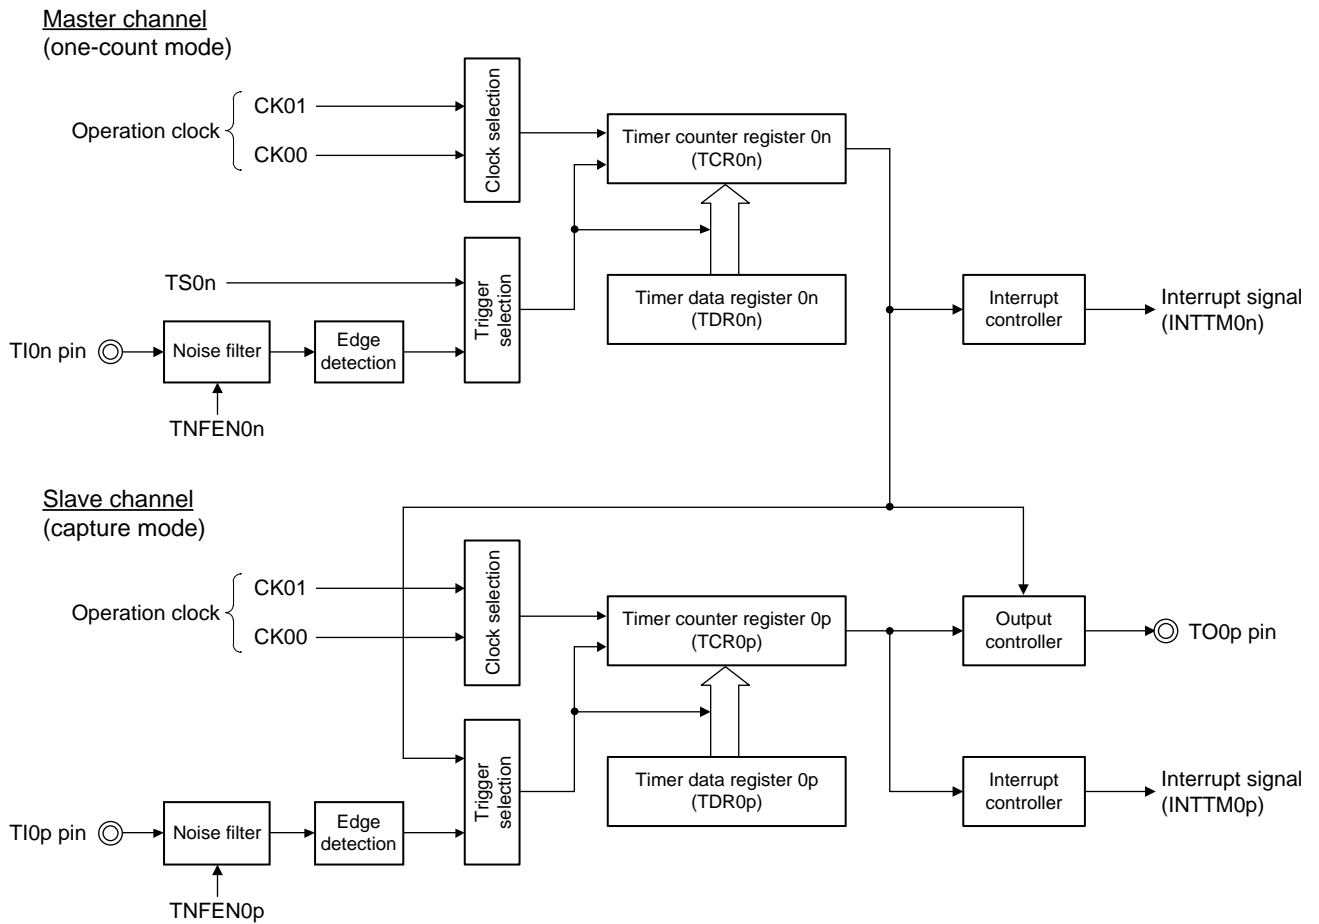 Master channel
(one-count mode)
Operation clock
CK01
CK00
Clock selection
Timer counter register 0n
(TCR0n)
TS0n
Trigger
selection
Timer data register 0n
(TDR0n)
Interrupt
controller
Interrupt signal
(INTTM0n)
TI0n pin
Noise filter
Edge
detection
TNFEN0n
Slave channel
(capture mode)
Operation clock
CK01
CK00
Clock selection
Timer counter register 0p
(TCR0p)
Output
controller
TO0p pin
Trigger
selection
Timer data register 0p
(TDR0p)
Interrupt
controller
Interrupt signal
(INTTM0p)
TI0p pin
Noise filter
Edge
detection
TNFEN0p